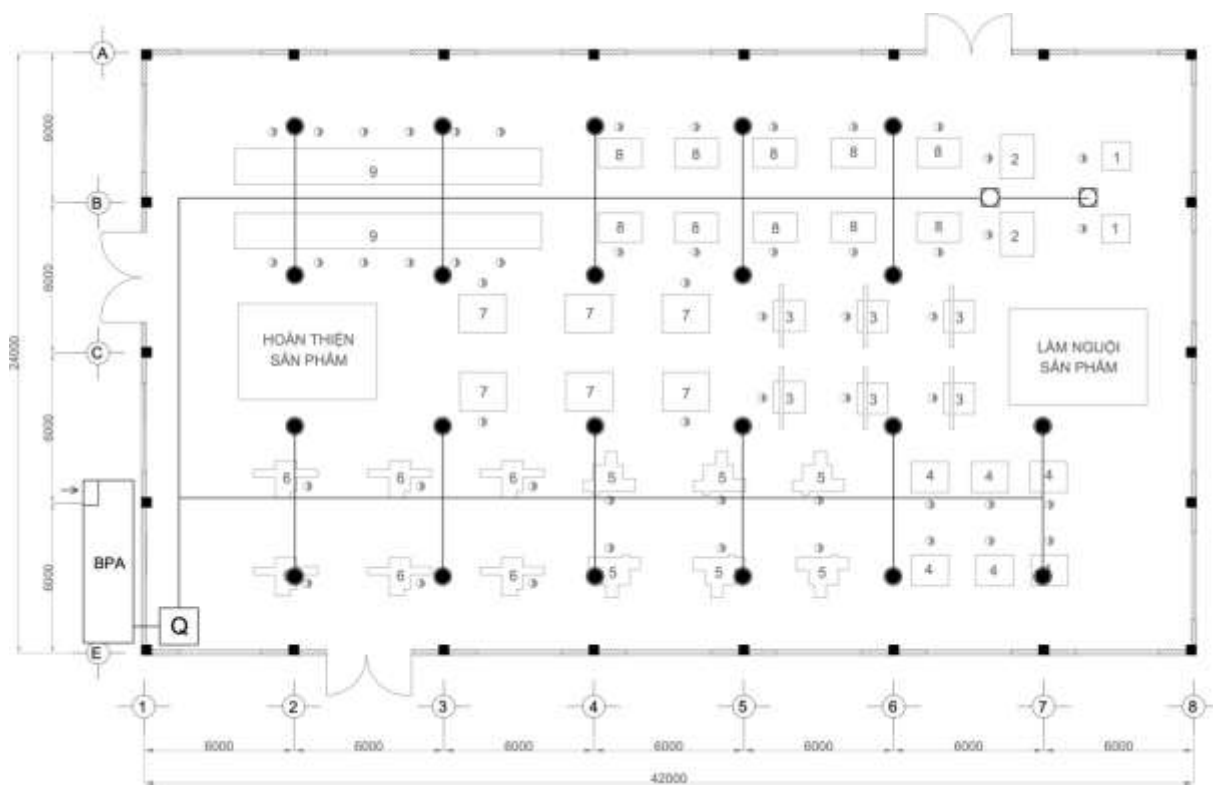 A
6000
8 8 8 8 8 2 1
9
B
9 8 8 8 8 8 2 1
6000
7 7 7 3 3 3
HOÀN THIỆN
SẢN PHẨM
LÀM NGUỘI
SẢN PHẨM
C
24000
7 7 7 3 3 3
6000
6 6 6 5 5 5 4 4 4
BPA
6000
6 6 6 5 5 5 4 4 4
Q
E
1 2 3 4 5 6 7 8
6000 6000 6000 6000 6000 6000 6000
42000